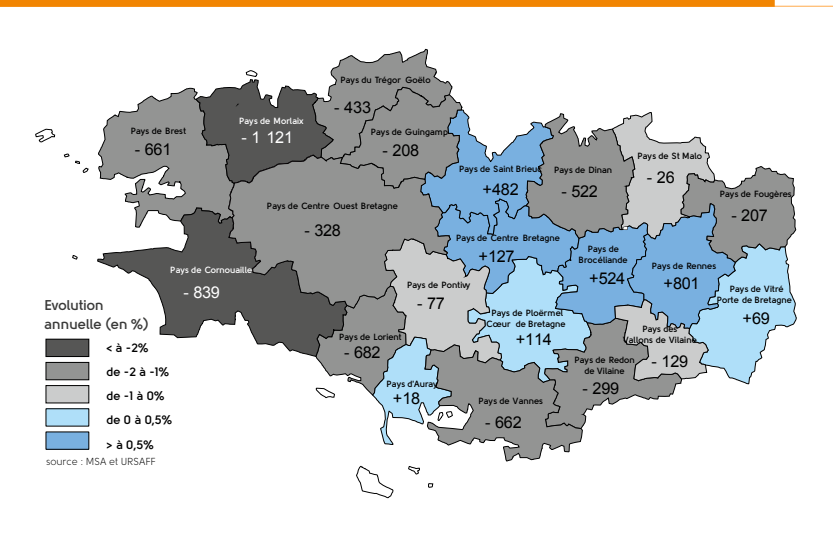 Pays du Trégor Goëlo
- 433
Pays de Morlaix
- 1 121
Pays de Brest
- 661
Pays de Guingamp
- 208
Pays de Saint Brieuc
+482
Pays de Dinan
- 522
Pays de St Malo
- 26
Pays de Fougères
- 207
Pays de Centre Ouest Bretagne
- 328
Pays de Centre Bretagne
+127
Pays de
Brocéliande
+524
Pays de Rennes
+801
Pays de Cornouaille
- 839
Pays de Pontivy
- 77
Pays de Ploërmel
Cœur de Bretagne
+114
Pays de Vitré
Porte de Bretagne
+69
Pays des
Vallons de Vilaine
- 129
Pays de Lorient
- 682
Pays d'Auray
+18
Pays de Redon
de Vilaine
- 299
Pays de Vannes
- 662
Evolution
annuelle (en %)
< à -2%
de -2 à -1%
de -1 à 0%
de 0 à 0,5%
> à 0,5%
source : MSA et URSAFF